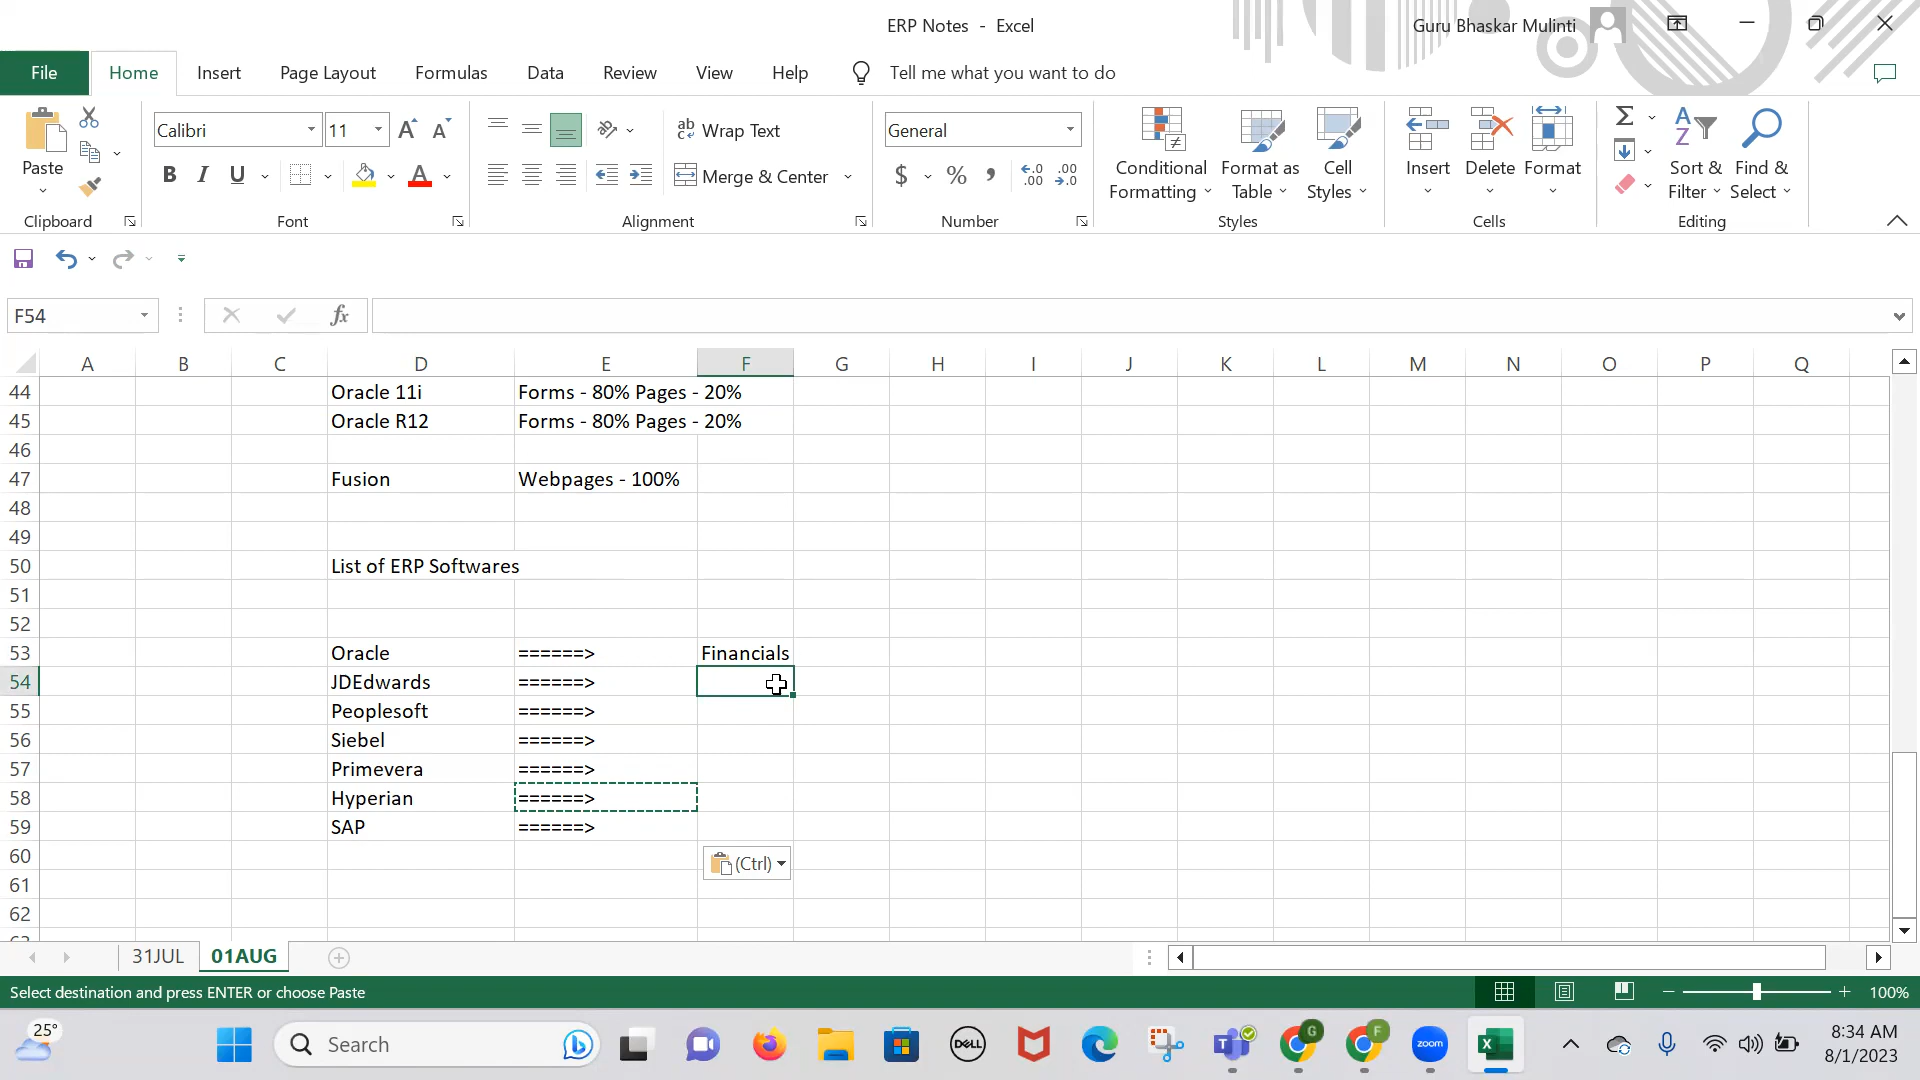 ERP Notes - Excel
Guru Bhaskar Mulinti
File Home Insert Page Layout Formulas Data Review View Help Tell me what you want to do
Paste
Clipboard
Calibri 11
B I U
Font
Wrap Text
Merge & Center
Alignment
General
$ % ,
Number
Conditional Formatting
Format as Table
Cell Styles
Styles
Insert
Delete
Format
Cells
Sort & Filter
Find & Select
Editing
F54
fx
A B C D E F G H I J K L M N O P Q
44 Oracle 11i Forms - 80% Pages - 20%
45 Oracle R12 Forms - 80% Pages - 20%
46
47 Fusion Webpages - 100%
48
49
50 List of ERP Softwares
51
52
53 Oracle ======> Financials
54 JDEdwards ======>
55 Peoplesoft ======>
56 Siebel ======>
57 Primevera ======>
58 Hyperian ======>
59 SAP ======>
60
(Ctrl)
61
62
31JUL 01AUG
Select destination and press ENTER or choose Paste
100%
25°
Search
DELL
zoom
8:34 AM
8/1/2023